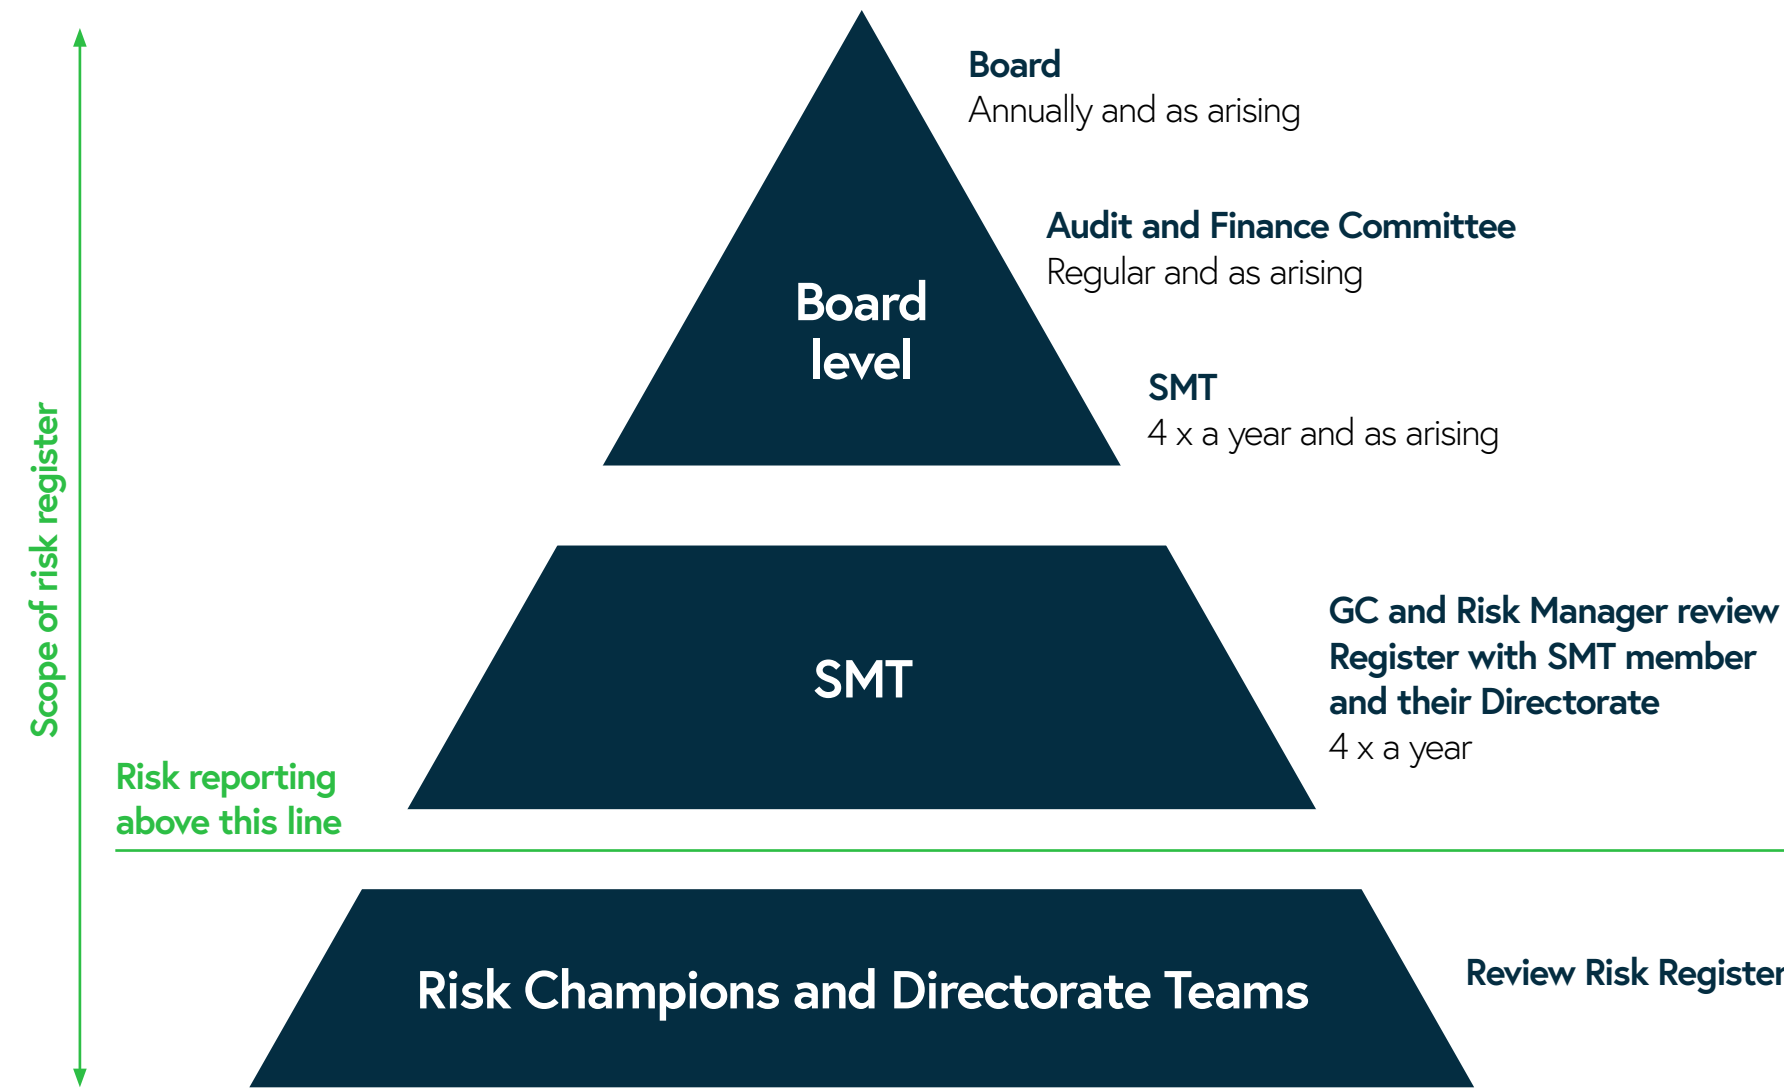 Board
Annually and as arising
Audit and Finance Committee
Regular and as arising
Board
level
SMT
4 x a year and as arising
Scope of risk register
GC and Risk Manager review
Register with SMT member
and their Directorate
4 x a year
SMT
Risk reporting
above this line
Risk Champions and Directorate Teams
Review Risk Register